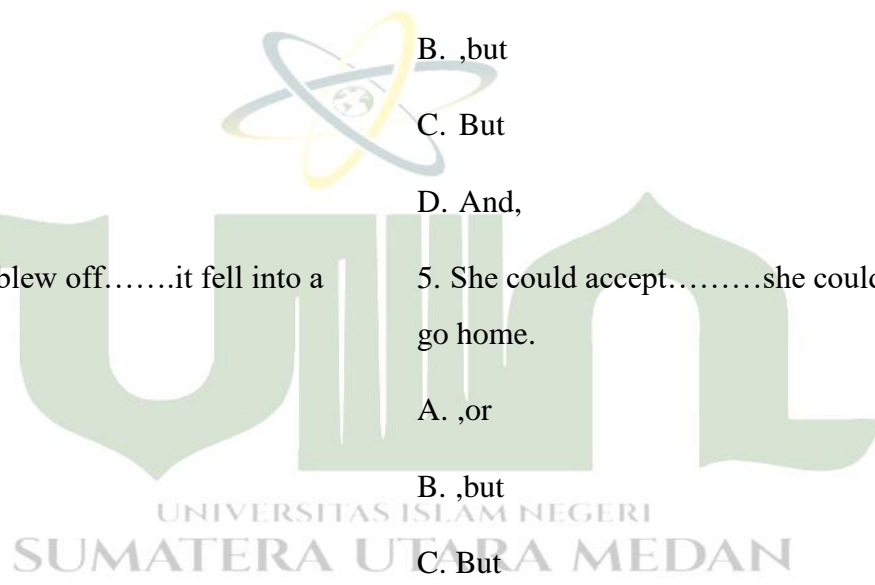 B. ,but
C. But
D. And,
blew off.......it fell into a
5. She could accept.........she could
go home.
A. ,or
B. ,but
UNIVERSITAS ISLAM NEGERI
SUMATERA UTARA MEDAN
C. But